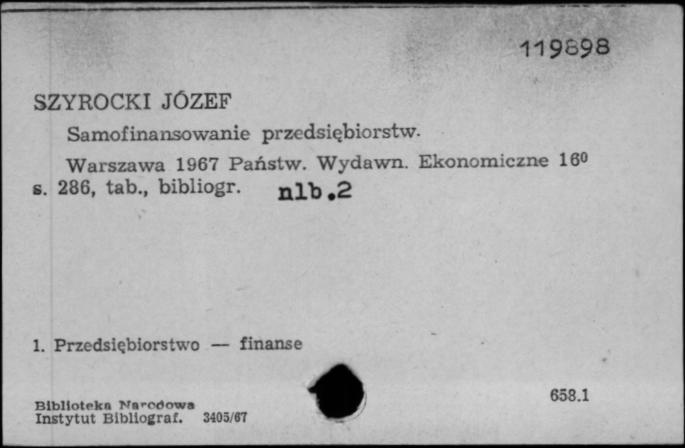 119898
SZYROCKI JÓZEF
Samofinansowanie przedsiębiorstw.
Warszawa 1967 Państw. Wydawn. Ekonomiczne 16⁰
s. 286, tab., bibliogr. nlb.2
1. Przedsiębiorstwo — finanse
658.1
Biblioteka Narodowa
Instytut Bibliograf. 3405/67